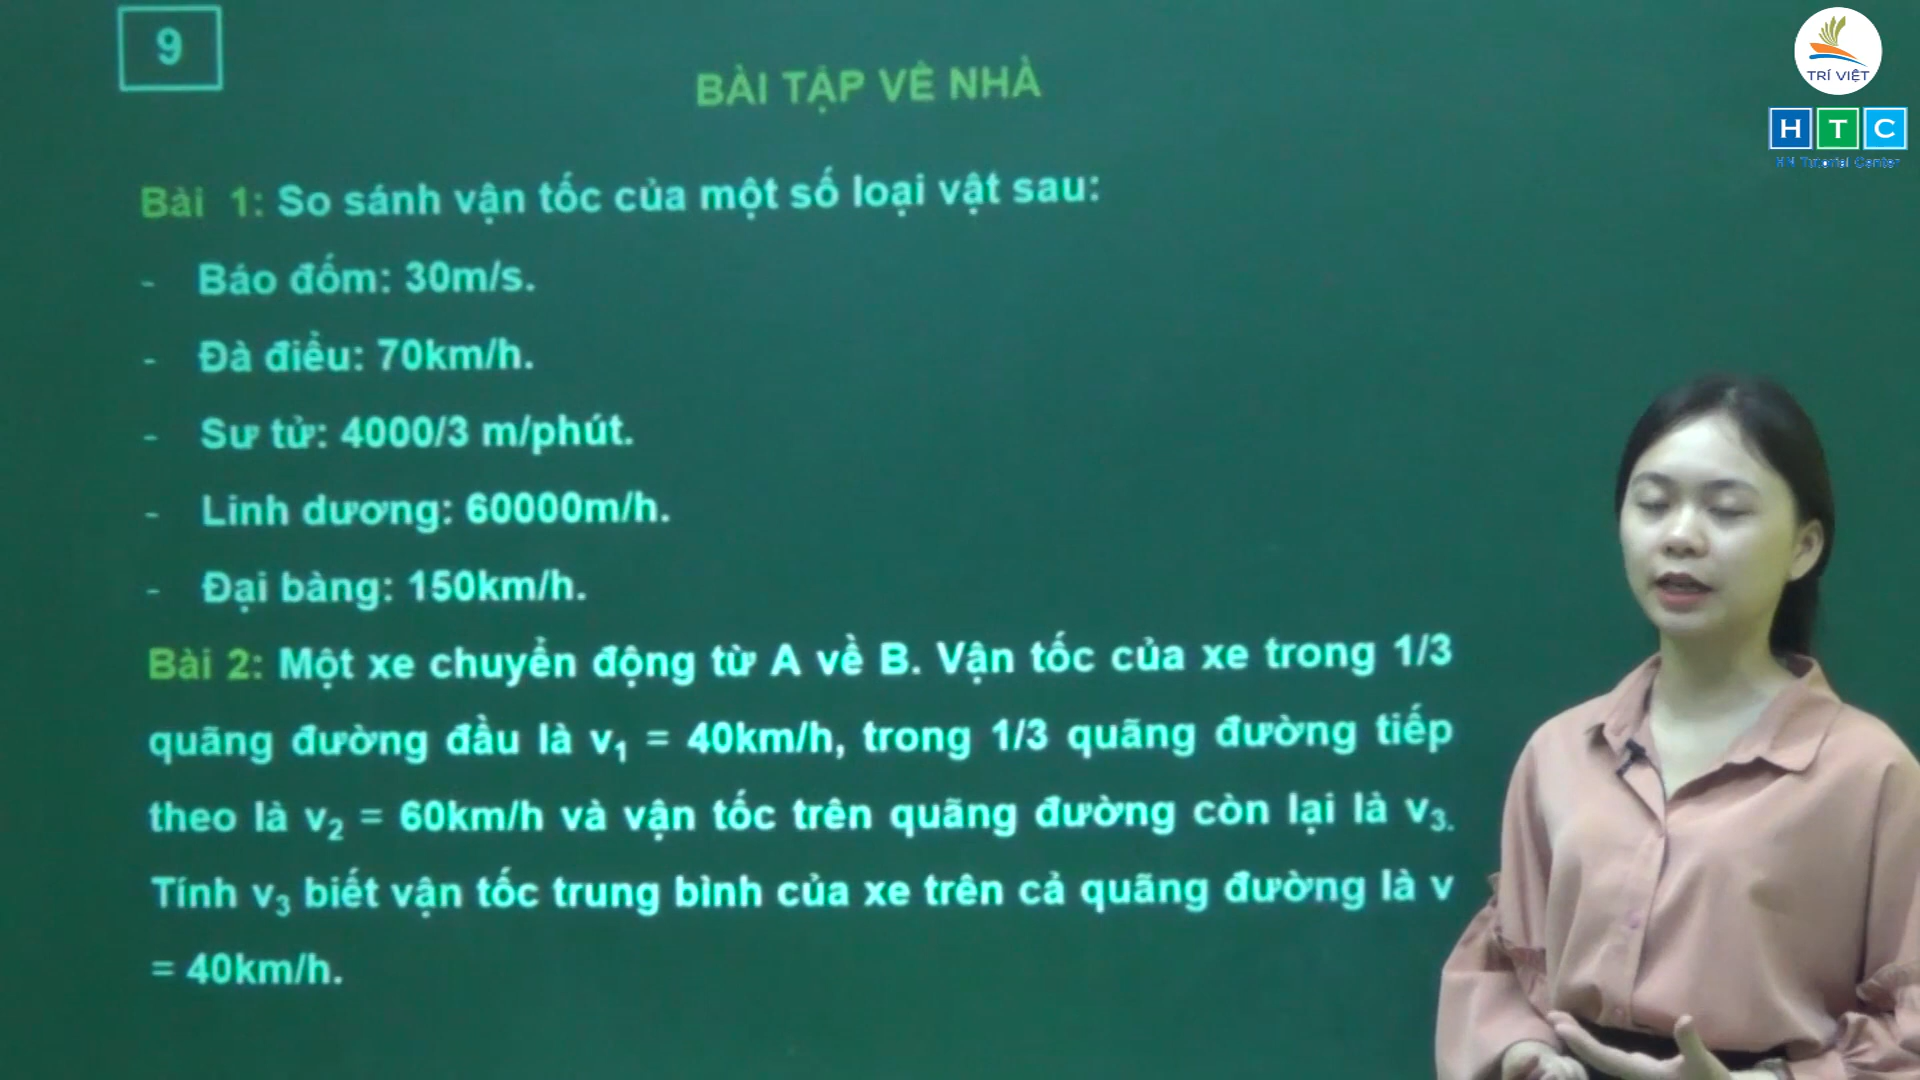 9
TRÍ VIỆT
BÀI TẬP VỀ NHÀ
H T C
HN Tutorial Center
Bài 1: So sánh vận tốc của một số loại vật sau:
- Báo đốm: 30m/s.
- Đà điểu: 70km/h.
- Sư tử: 4000/3 m/phút.
- Linh dương: 60000m/h.
- Đại bàng: 150km/h.
Bài 2: Một xe chuyển động từ A về B. Vận tốc của xe trong 1/3
quãng đường đầu là v₁ = 40km/h, trong 1/3 quãng đường tiếp
theo là v₂ = 60km/h và vận tốc trên quãng đường còn lại là v₃.
Tính v₃ biết vận tốc trung bình của xe trên cả quãng đường là v
= 40km/h.